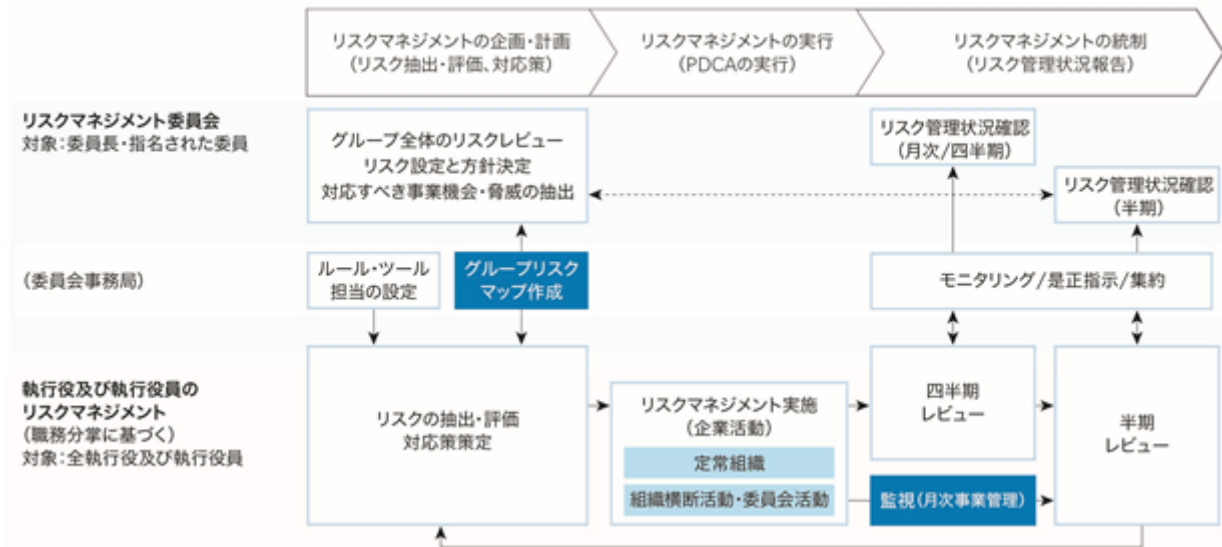 リスクマネジメントの企画・計画
(リスク抽出・評価、対応策)
リスクマネジメントの実行
(PDCAの実行)
リスクマネジメントの統制
(リスク管理状況報告)
リスクマネジメント委員会
対象：委員長・指名された委員
グループ全体のリスクレビュー
リスク設定と方針決定
対応すべき事業機会・脅威の抽出
リスク管理状況確認
(月次/四半期)
リスク管理状況確認
(半期)
(委員会事務局)
ルール・ツール
担当の設定
グループリスク
マップ作成
モニタリング/是正指示/集約
執行役及び執行役員の
リスクマネジメント
(職務分掌に基づく)
対象：全執行役及び執行役員
リスクの抽出・評価
対応策策定
リスクマネジメント実施
(企業活動)
定常組織
組織横断活動・委員会活動
四半期
レビュー
監視(月次事業管理)
半期
レビュー